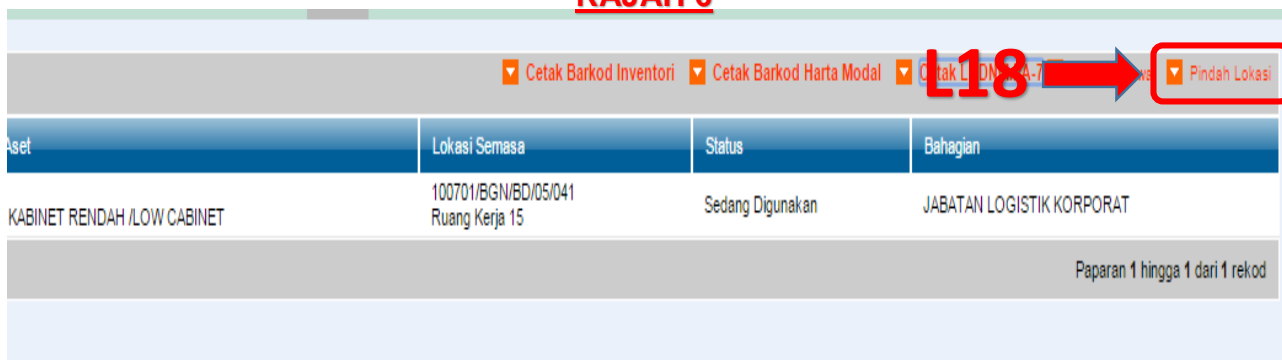 Cetak Barkod Inventori Cetak Barkod Harta Modal L18 Pindah Lokasi
Aset Lokasi Semasa Status Bahagian
100701/BGN/BD/05/041
KABINET RENDAH /LOW CABINET Ruang Kerja 15 Sedang Digunakan JABATAN LOGISTIK KORPORAT
Paparan 1 hingga 1 dari 1 rekod